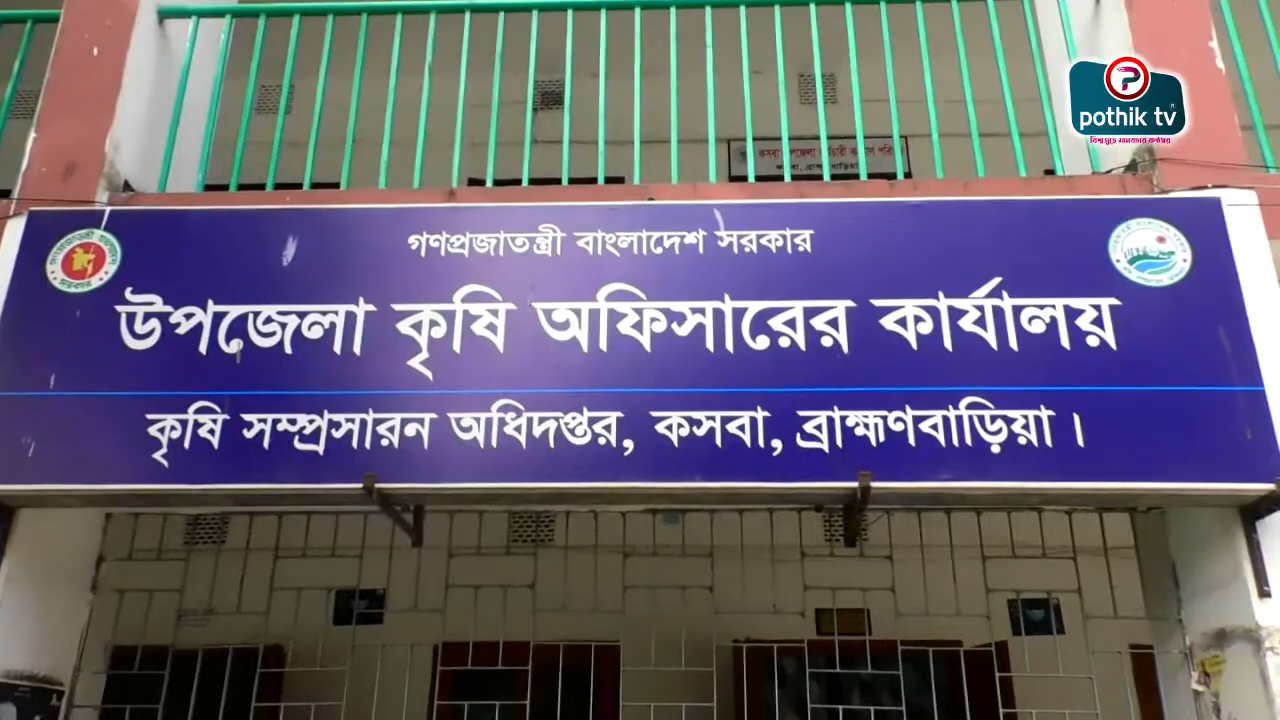 pothik tv
গণপ্রজাতন্ত্রী বাংলাদেশ সরকার
উপজেলা কৃষি অফিসারের কার্যালয়
কৃষি সম্প্রসারন অধিদপ্তর, কসবা, ব্রাহ্মণবাড়িয়া।